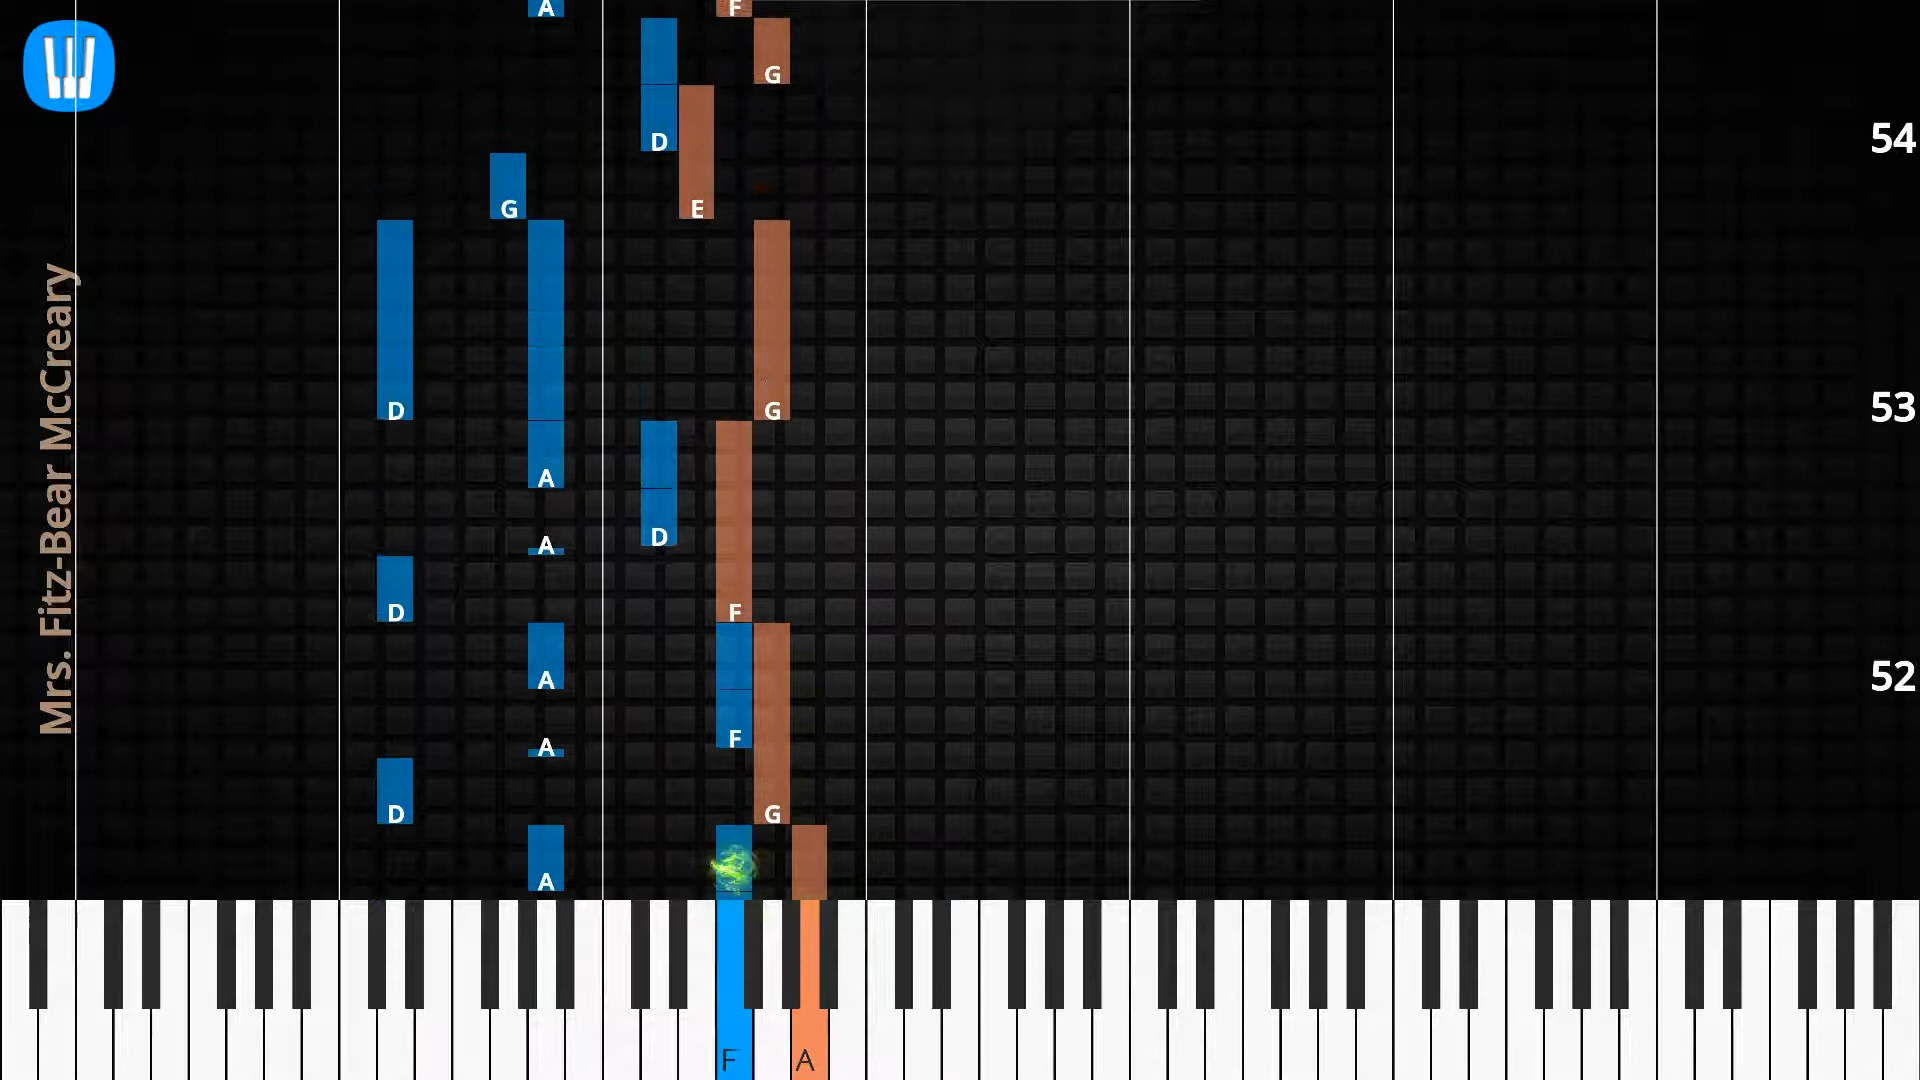 A F
G
D
54
G E
D G
53
A
D
A
D F
A
52
F
A
D G
A
F A
Mrs. Fitz-Bear McCreary